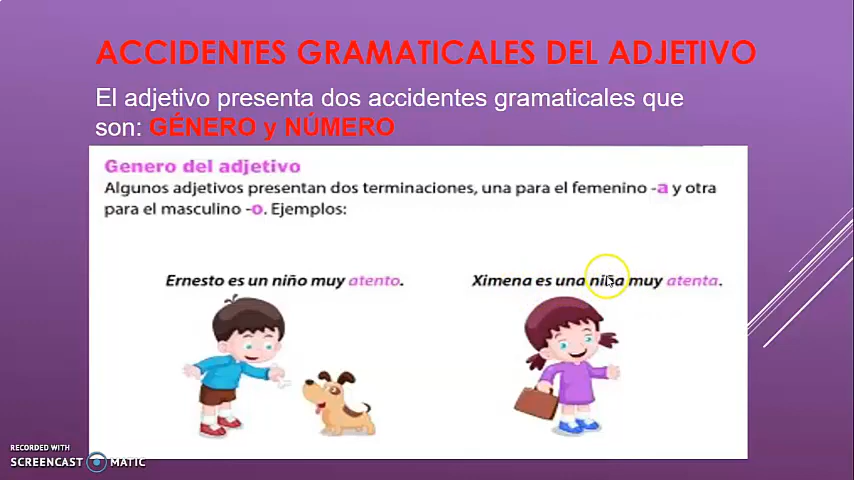 ACCIDENTES GRAMATICALES DEL ADJETIVO
El adjetivo presenta dos accidentes gramaticales que
son: GÉNERO y NÚMERO
Genero del adjetivo
Algunos adjetivos presentan dos terminaciones, una para el femenino -a y otra
para el masculino -o. Ejemplos:
Ernesto es un niño muy atento.
Ximena es una niña muy atenta.
RECORDED WITH
SCREENCAST MATIC